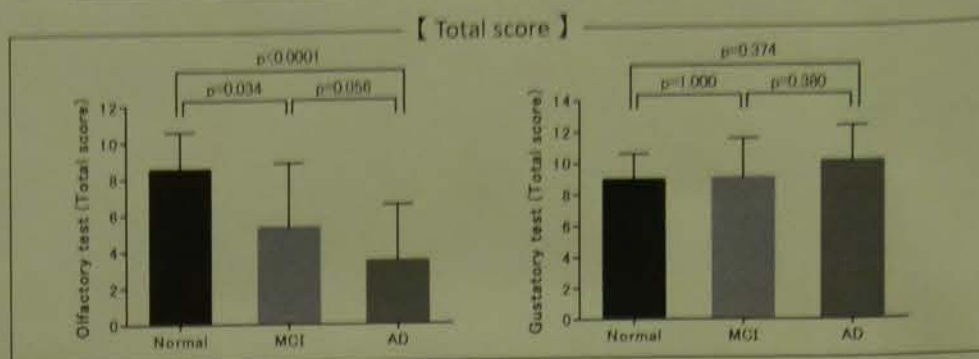 【 Total score 】
p<0.0001
p=0.034
p=0.056
Olfactory test (Total score)
12
10
8
6
4
2
0
Normal
MCI
AD
p=0.374
p=1.000
p=0.380
Gustatory test (Total score)
14
12
10
8
6
4
2
0
Normal
MCI
AD